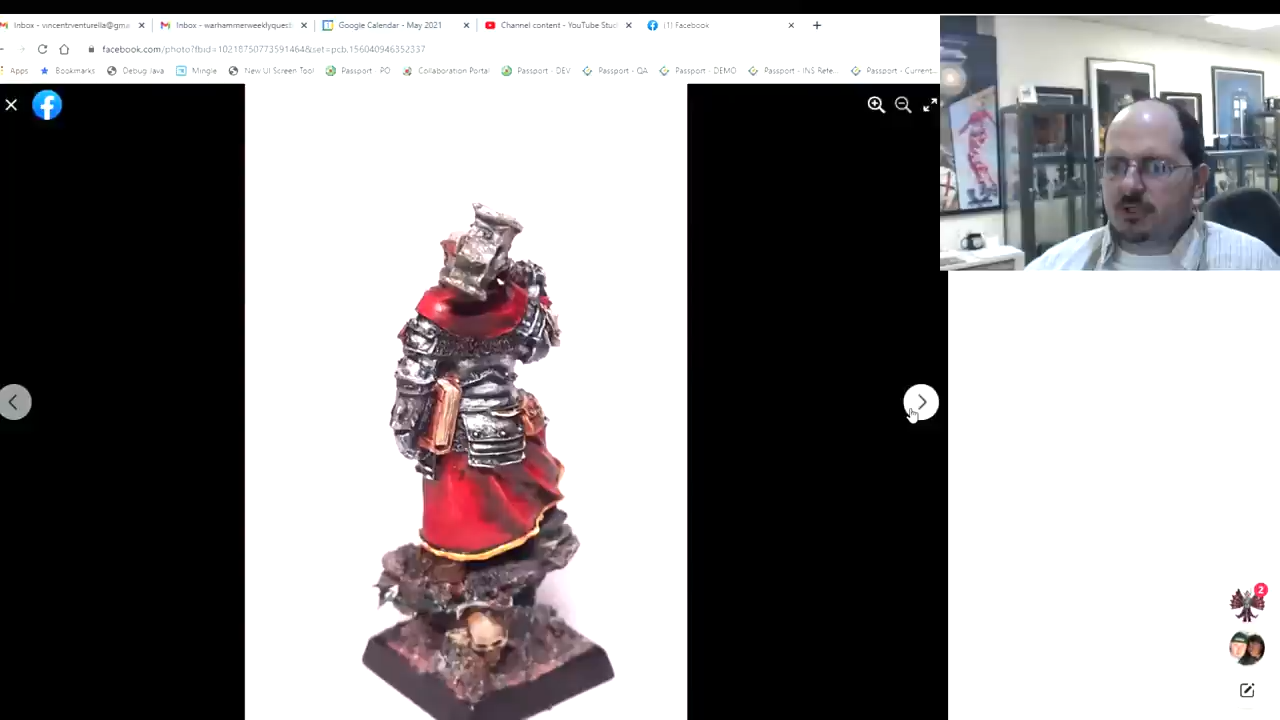 Inbox - vincentrventurella@gma
Inbox - warhammerweeklyquest
Google Calendar - May 2021
Channel content - YouTube Stu
(1) Facebook
facebook.com/photo?fbid=10218750773591464&set=pcb.156040946352337
Apps
Bookmarks
Debug Java
Mingle
New UI Screen Tool
Passport - PO
Collaboration Portal
Passport - DEV
Passport - QA
Passport - DEMO
Passport - INS Rete...
Passport - Current...
2